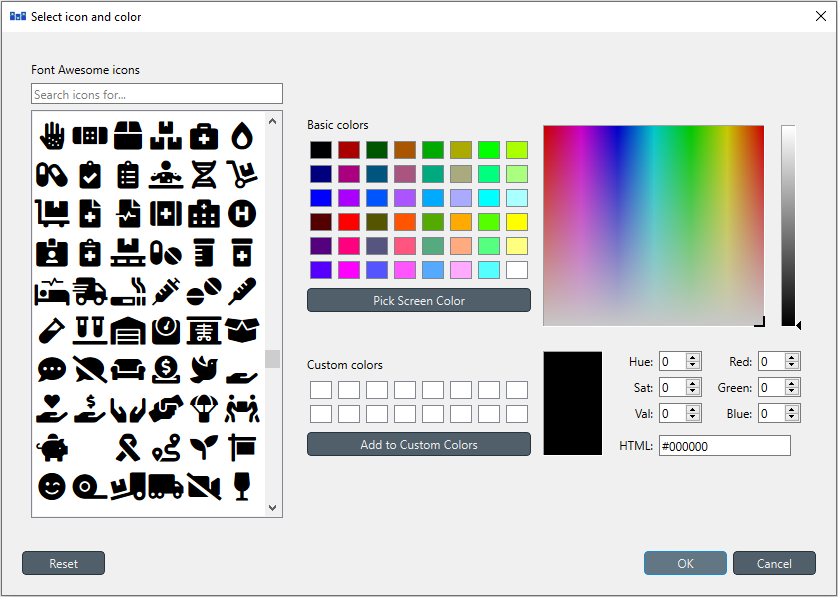 Select icon and color
Font Awesome icons
Search icons for...
Basic colors
Pick Screen Color
Custom colors
Add to Custom Colors
Hue: 0 Red: 0
Sat: 0 Green: 0
Val: 0 Blue: 0
HTML: #000000
Reset
OK
Cancel